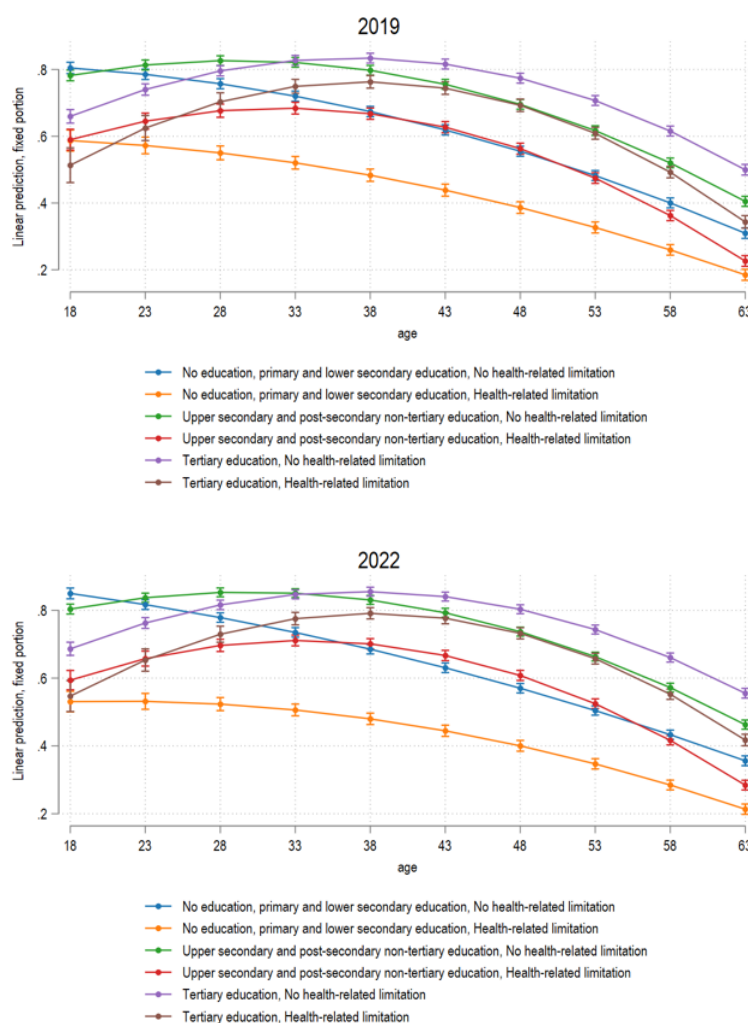 2019
Linear prediction, fixed portion
.8
.6
.4
.2
18 23 28 33 38 43 48 53 58 63
age
No education, primary and lower secondary education, No health-related limitation
No education, primary and lower secondary education, Health-related limitation
Upper secondary and post-secondary non-tertiary education, No health-related limitation
Upper secondary and post-secondary non-tertiary education, Health-related limitation
Tertiary education, No health-related limitation
Tertiary education, Health-related limitation
2022
Linear prediction, fixed portion
.8
.6
.4
.2
18 23 28 33 38 43 48 53 58 63
age
No education, primary and lower secondary education, No health-related limitation
No education, primary and lower secondary education, Health-related limitation
Upper secondary and post-secondary non-tertiary education, No health-related limitation
Upper secondary and post-secondary non-tertiary education, Health-related limitation
Tertiary education, No health-related limitation
Tertiary education, Health-related limitation